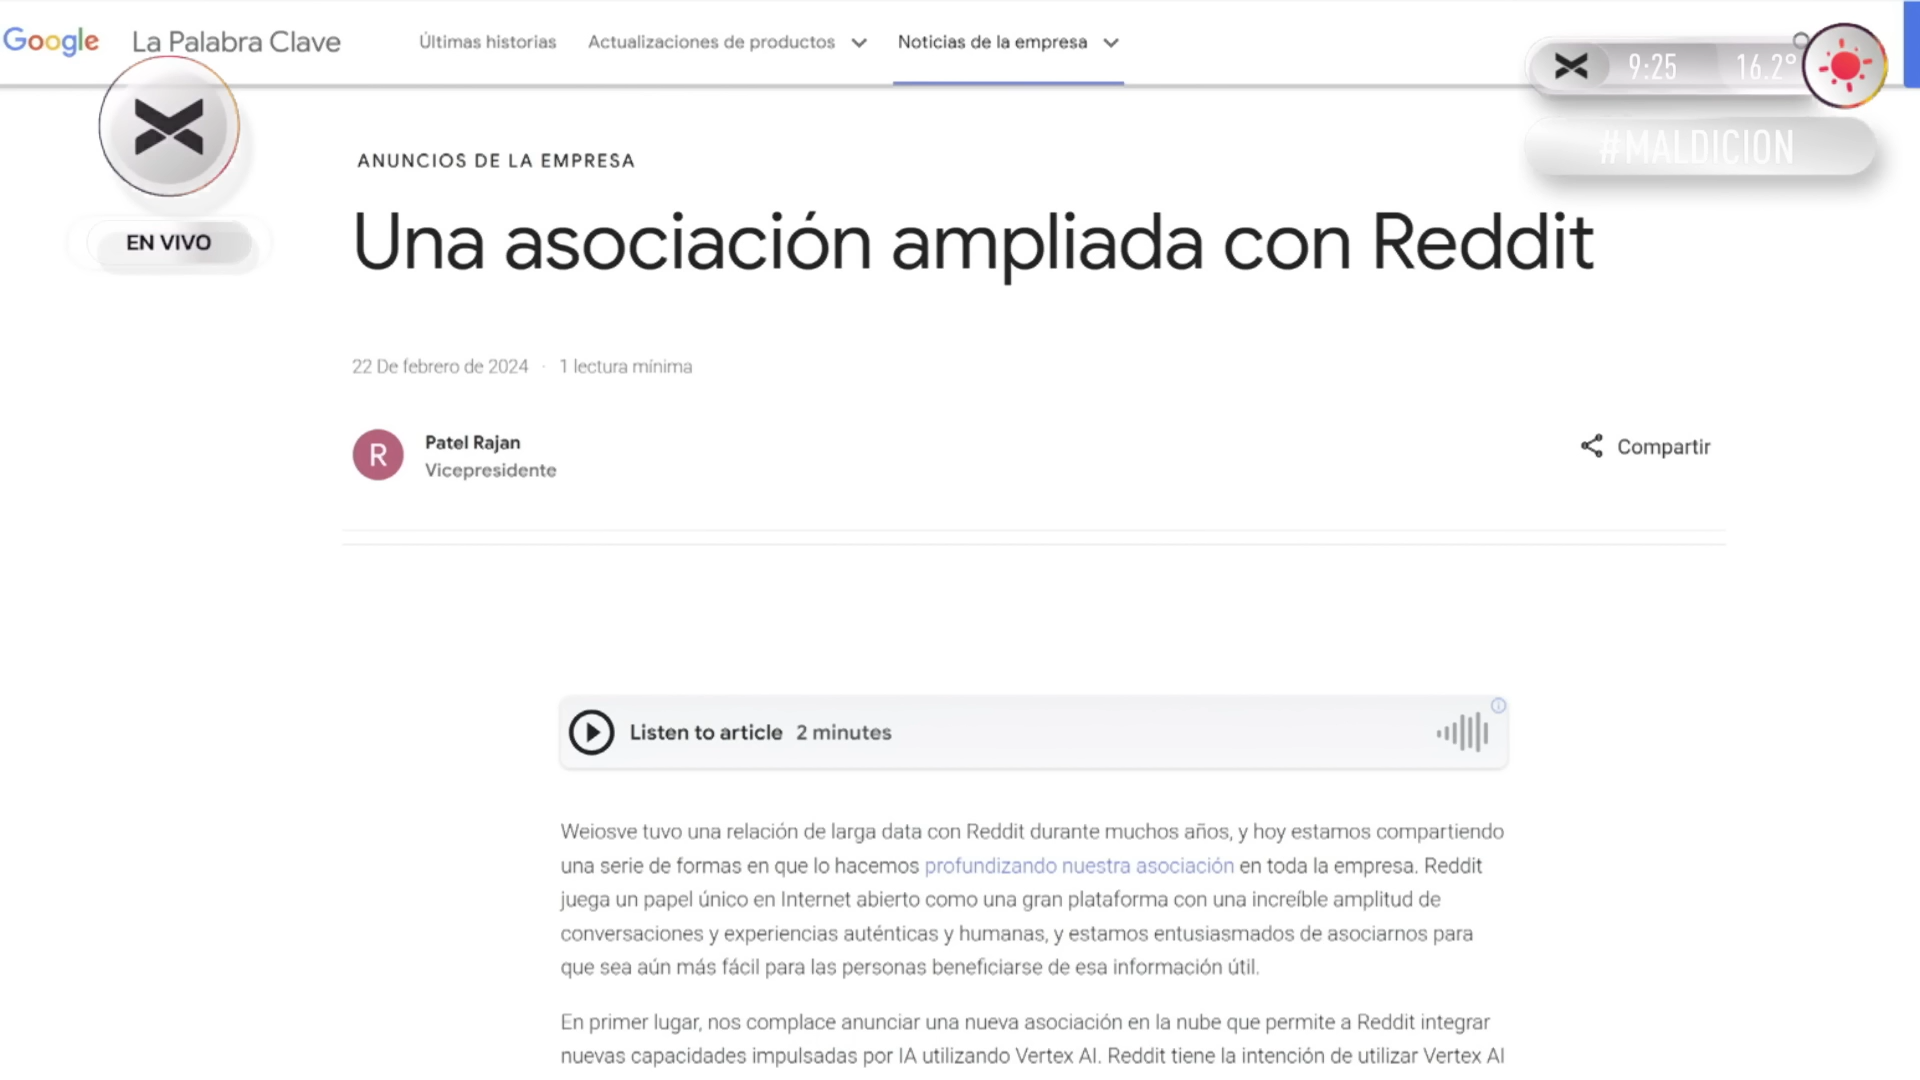 Google La Palabra Clave Últimas historias Actualizaciones de productos Noticias de la empresa
9:25 16.2°
#MALDICION
EN VIVO
ANUNCIOS DE LA EMPRESA
Una asociación ampliada con Reddit
22 De febrero de 2024 · 1 lectura mínima
R
Patel Rajan
Vicepresidente
Compartir
Listen to article 2 minutes
Weiosve tuvo una relación de larga data con Reddit durante muchos años, y hoy estamos compartiendo
una serie de formas en que lo hacemos profundizando nuestra asociación en toda la empresa. Reddit
juega un papel único en Internet abierto como una gran plataforma con una increíble amplitud de
conversaciones y experiencias auténticas y humanas, y estamos entusiasmados de asociarnos para
que sea aún más fácil para las personas beneficiarse de esa información útil.
En primer lugar, nos complace anunciar una nueva asociación en la nube que permite a Reddit integrar
nuevas capacidades impulsadas por IA utilizando Vertex AI. Reddit tiene la intención de utilizar Vertex AI